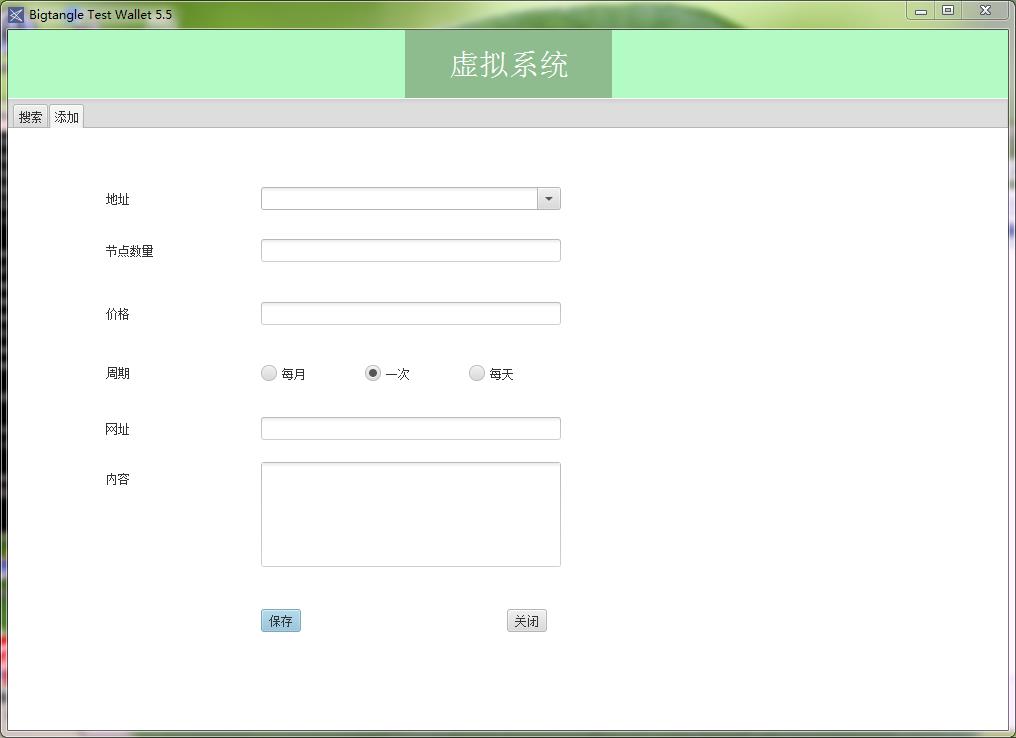 Bigtangle Test Wallet 5.5
虚拟系统
搜索 添加
地址
节点数量
价格
周期 每月 一次 每天
网址
内容
保存 关闭